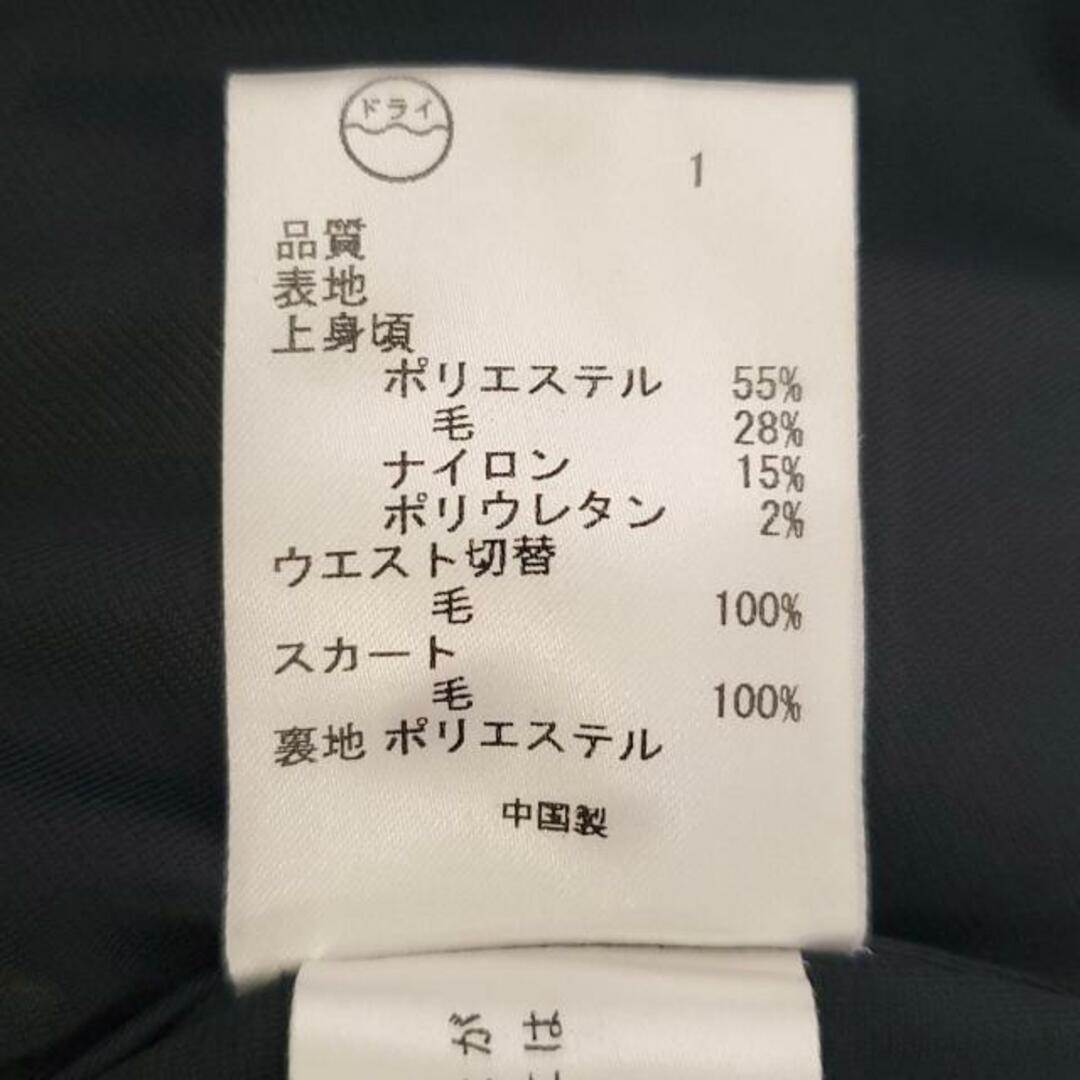 ドライ
1
品質
表地
上身頃
ポリエステル 55%
毛 28%
ナイロン 15%
ポリウレタン 2%
ウエスト切替
毛 100%
スカート
毛 100%
裏地 ポリエステル
中国製
は
が